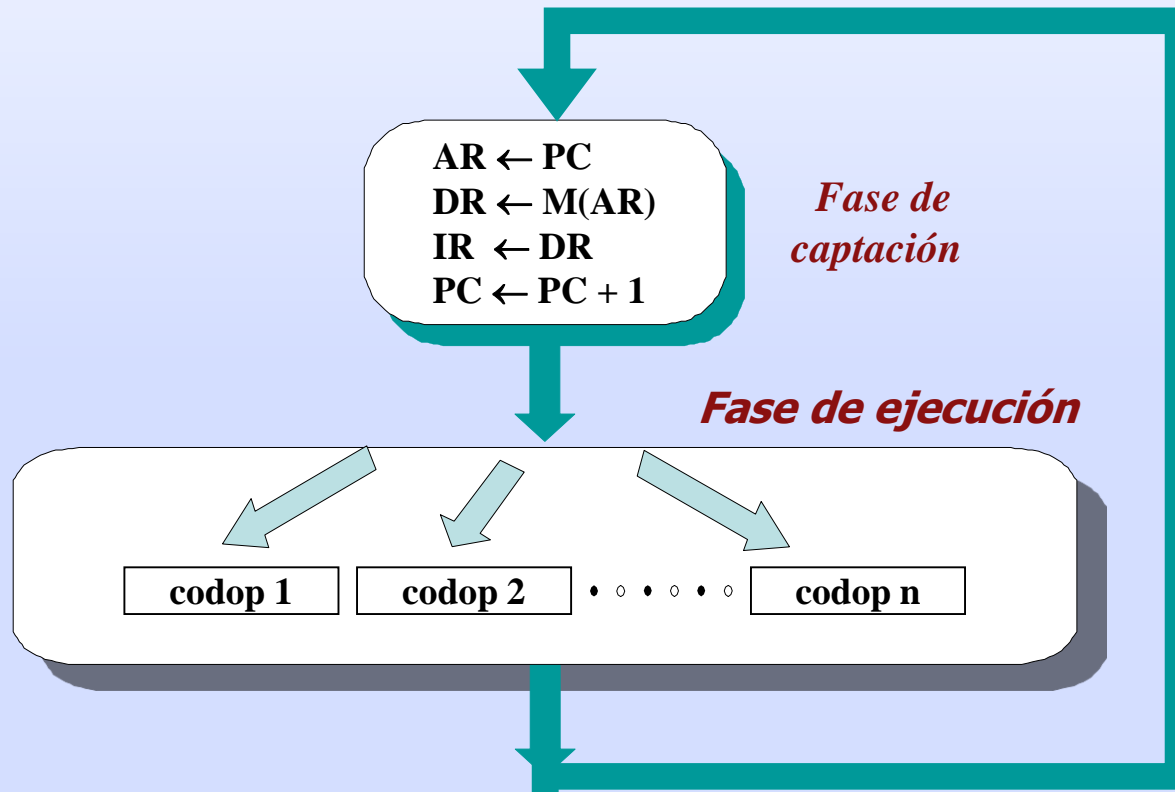 AR ← PC
DR ← M(AR)
IR ← DR
PC ← PC + 1
Fase de
captación
Fase de ejecución
codop 1 codop 2 codop n